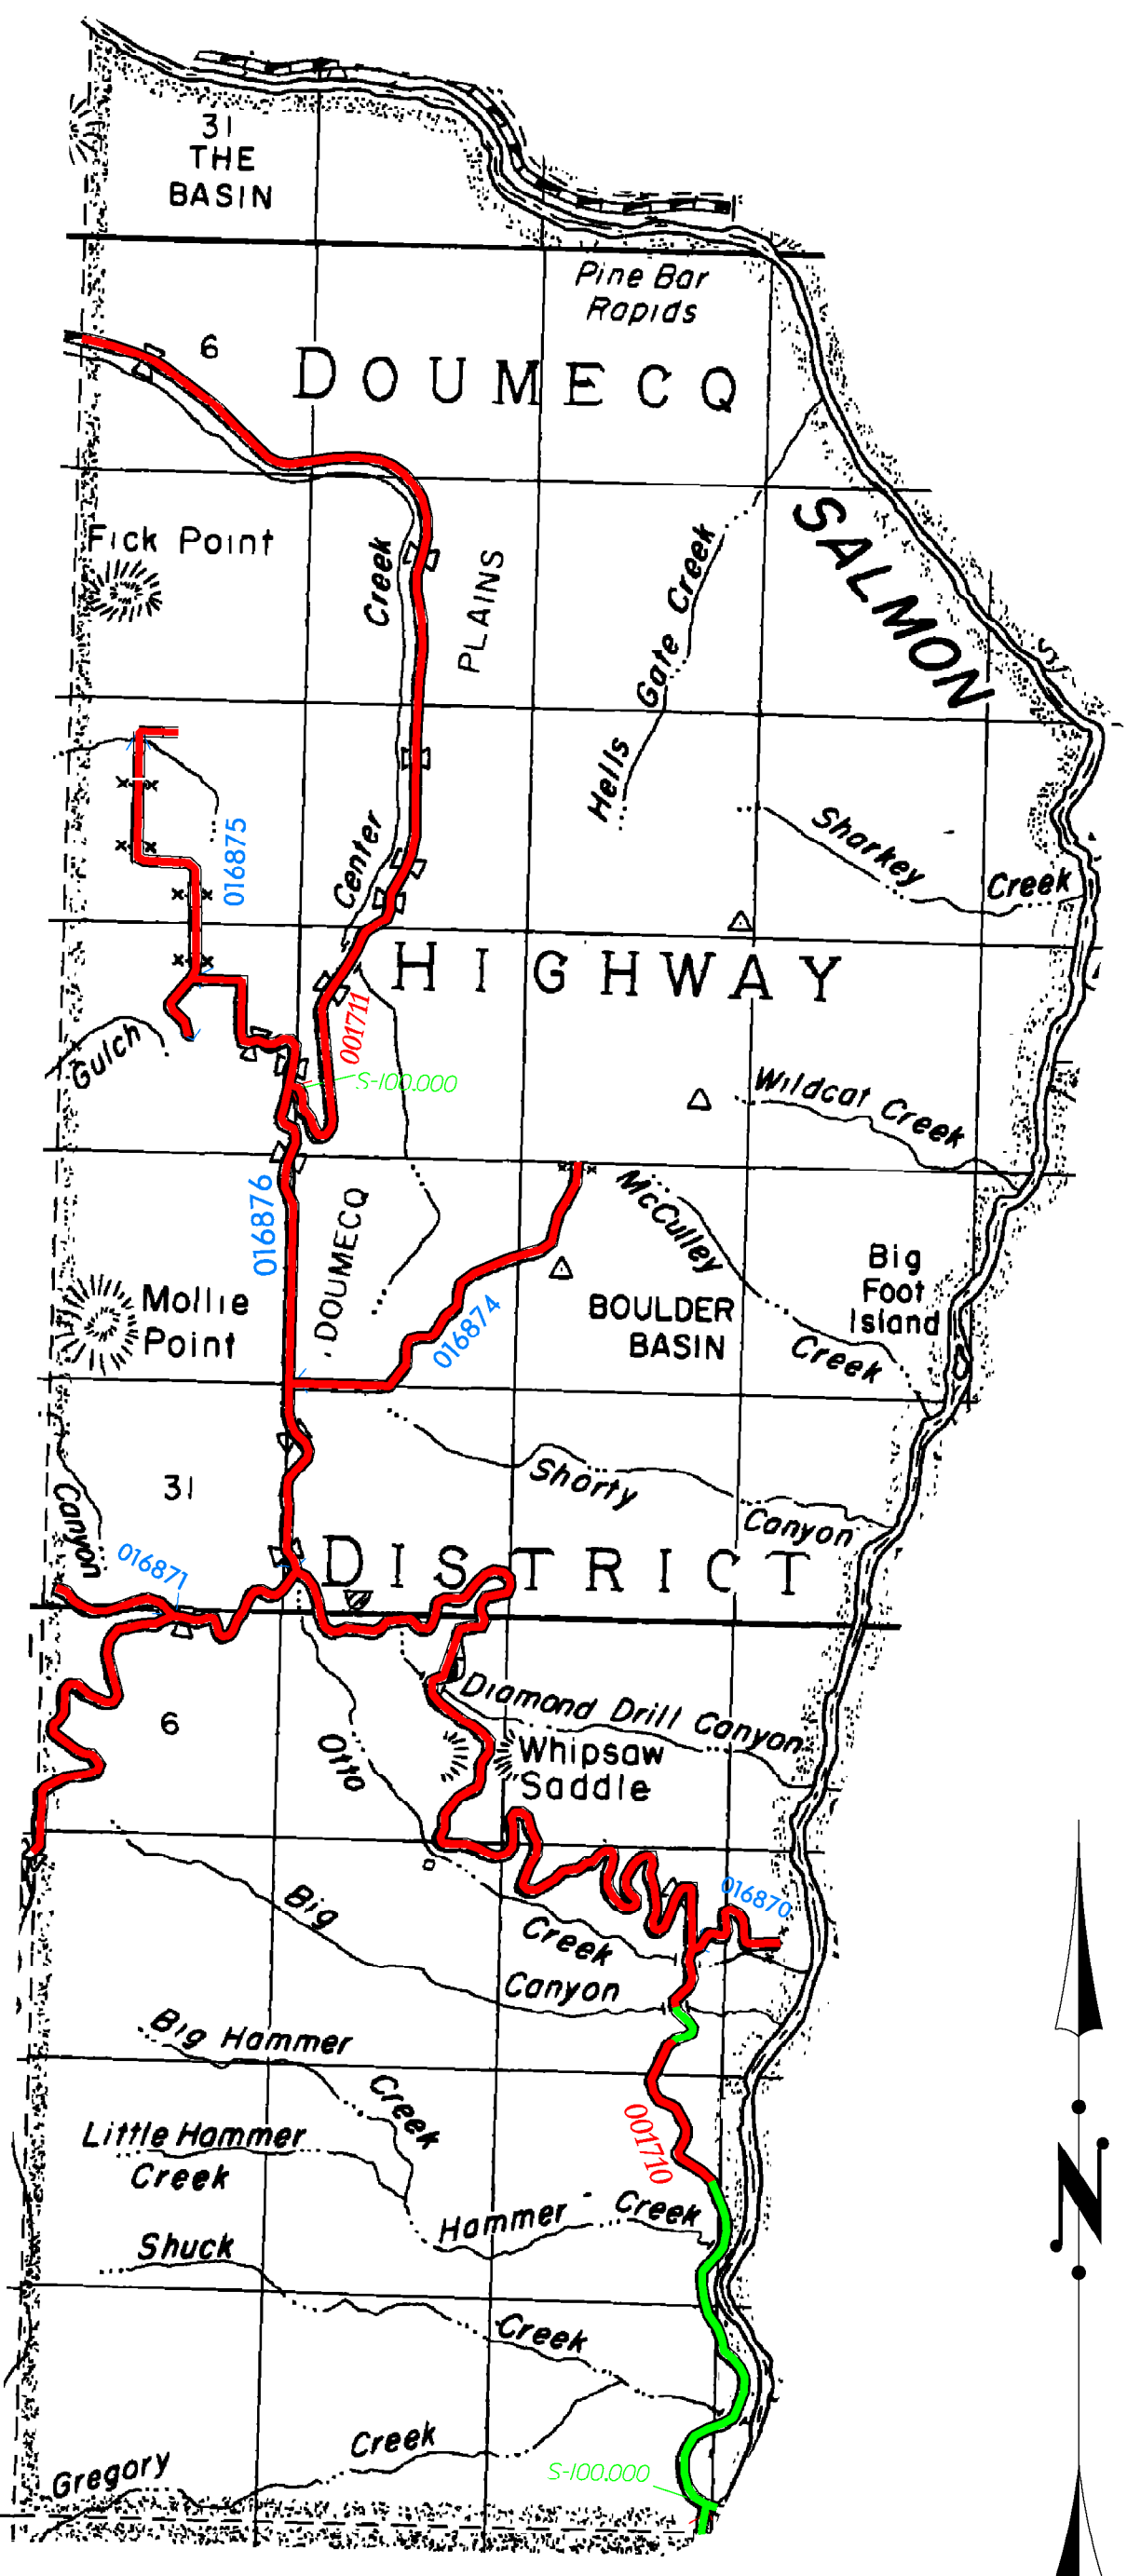 31
THE
BASIN
Pine Bar
Rapids
6
DOUMECQ
SALMON
Fick Point
Creek
PLAINS
Hells Gate Creek
016875
Center
Sharkey Creek
HIGHWAY
001711
Gulch
S-100.000
Wildcat Creek
016876
DOUMECQ
McCulley Creek
Big
Foot
Island
Mollie
Point
016874
BOULDER
BASIN
31
Shorty Canyon
Canyon
016871
DISTRICT
Diamond Drill Canyon
6
Otto Creek
Whipsaw
Saddle
016870
Big Canyon
Big Hammer Creek
001710
Little Hammer
Creek
Hammer Creek
Shuck Creek
N
Gregory Creek
S-100.000